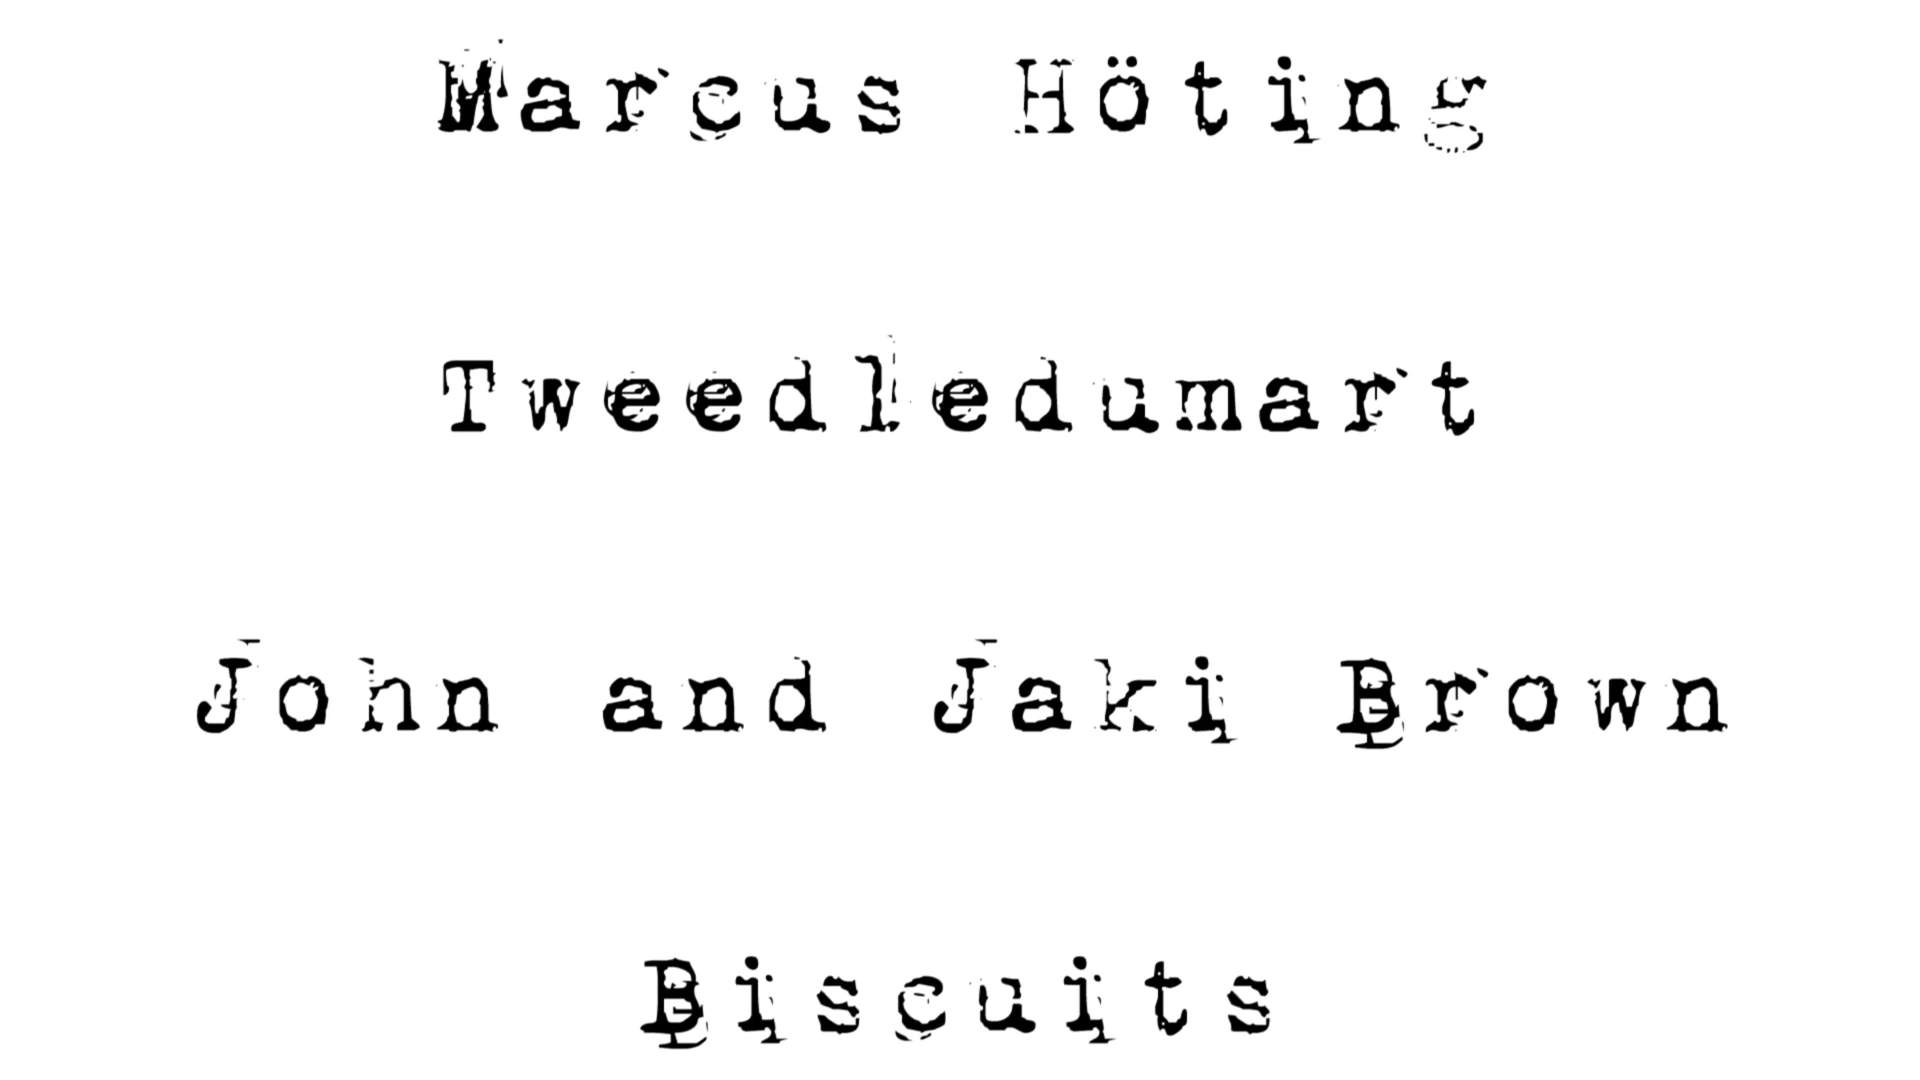 Marcus Höting
Tweedledumart
John and Jaki Brown
Biscuits